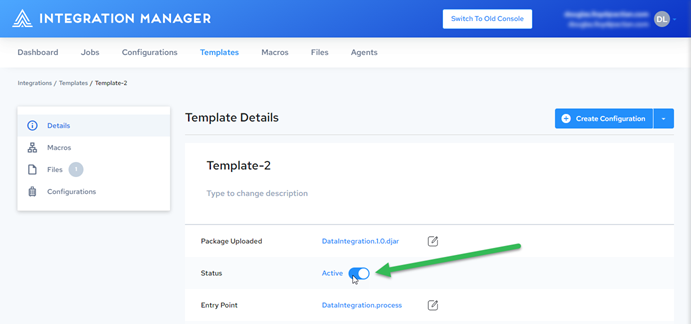 INTEGRATION MANAGER
Switch To Old Console
DL
Dashboard Jobs Configurations Templates Macros Files Agents
Integrations / Templates / Template-2
Details
Macros
Files 1
Configurations
Template Details
Create Configuration
Template-2
Type to change description
Package Uploaded DataIntegration.1.0.djar
Status Active
Entry Point DataIntegration.process